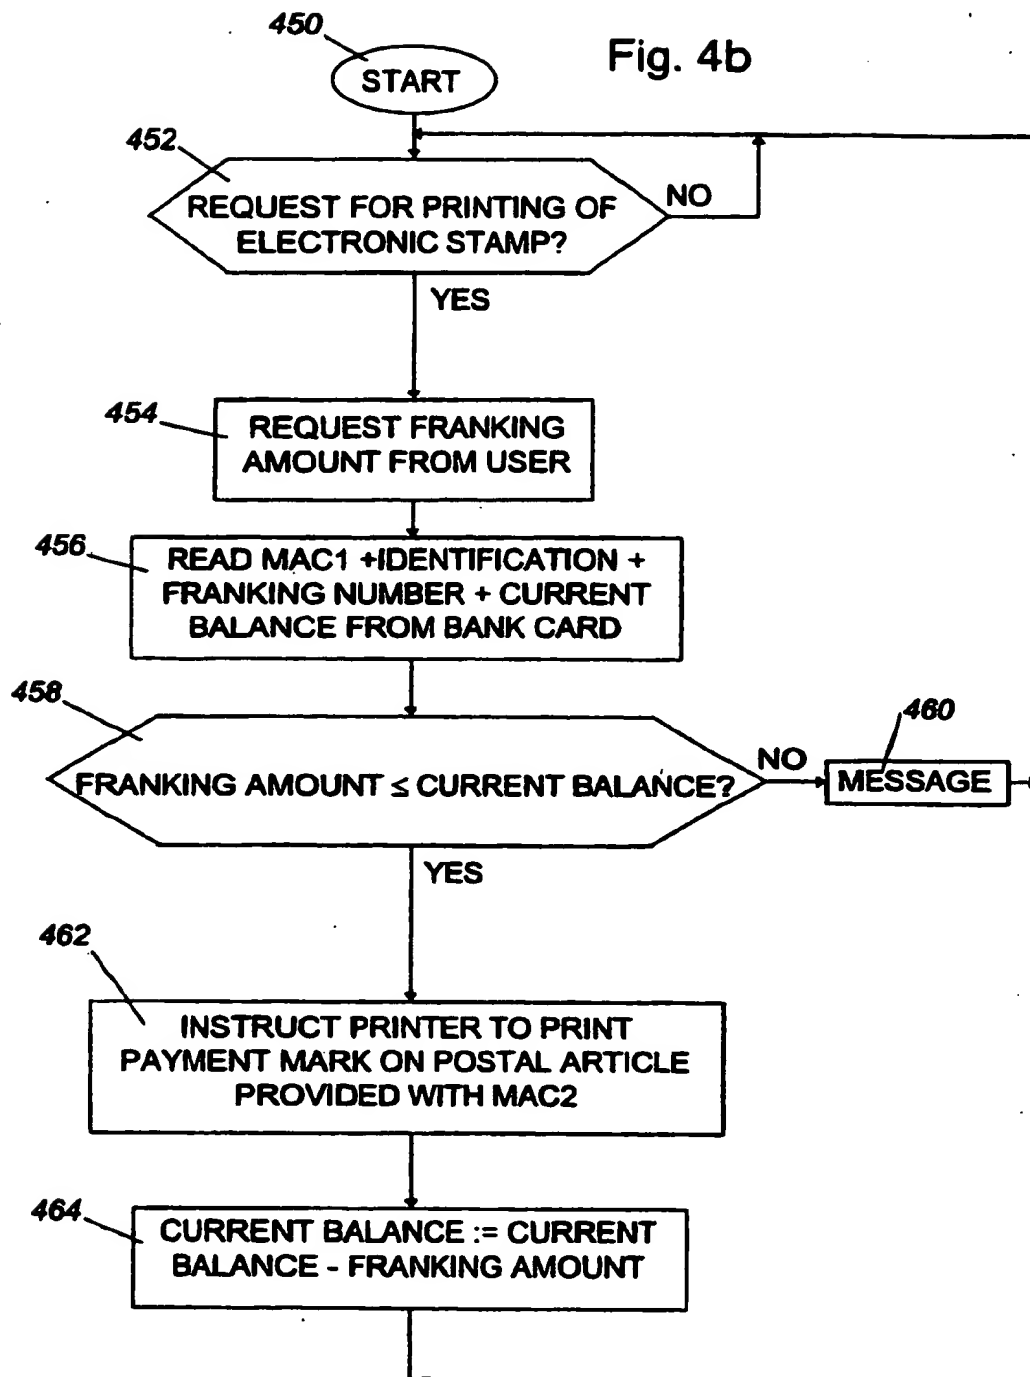 450
Fig. 4b
START
452
REQUEST FOR PRINTING OF
ELECTRONIC STAMP?
NO
YES
454
REQUEST FRANKING
AMOUNT FROM USER
456
READ MAC1 +IDENTIFICATION +
FRANKING NUMBER + CURRENT
BALANCE FROM BANK CARD
458
FRANKING AMOUNT ≤ CURRENT BALANCE?
NO
460
MESSAGE
YES
462
INSTRUCT PRINTER TO PRINT
PAYMENT MARK ON POSTAL ARTICLE
PROVIDED WITH MAC2
464
CURRENT BALANCE := CURRENT
BALANCE - FRANKING AMOUNT